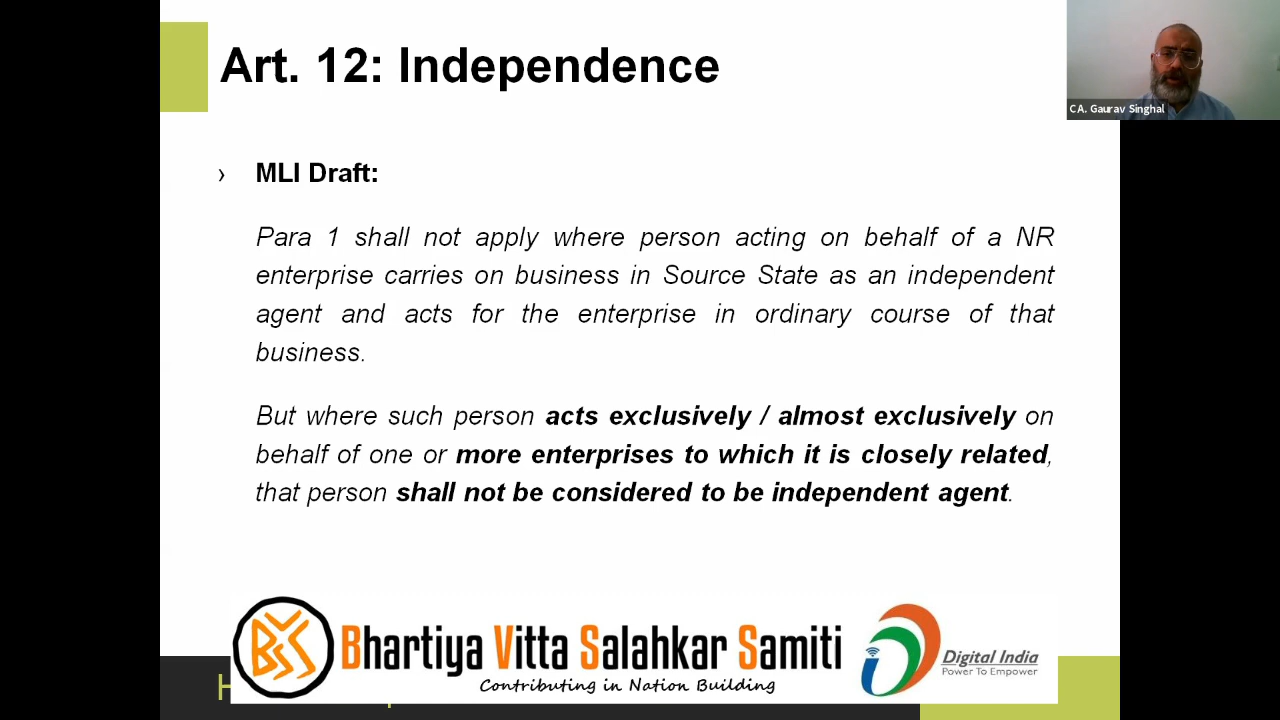 Art. 12: Independence
CA. Gaurav Singhal
› MLI Draft:
Para 1 shall not apply where person acting on behalf of a NR
enterprise carries on business in Source State as an independent
agent and acts for the enterprise in ordinary course of that
business.
But where such person acts exclusively / almost exclusively on
behalf of one or more enterprises to which it is closely related,
that person shall not be considered to be independent agent.
BVSS
Bhartiya Vitta Salahkar Samiti
Contributing in Nation Building
Digital India
Power To Empower